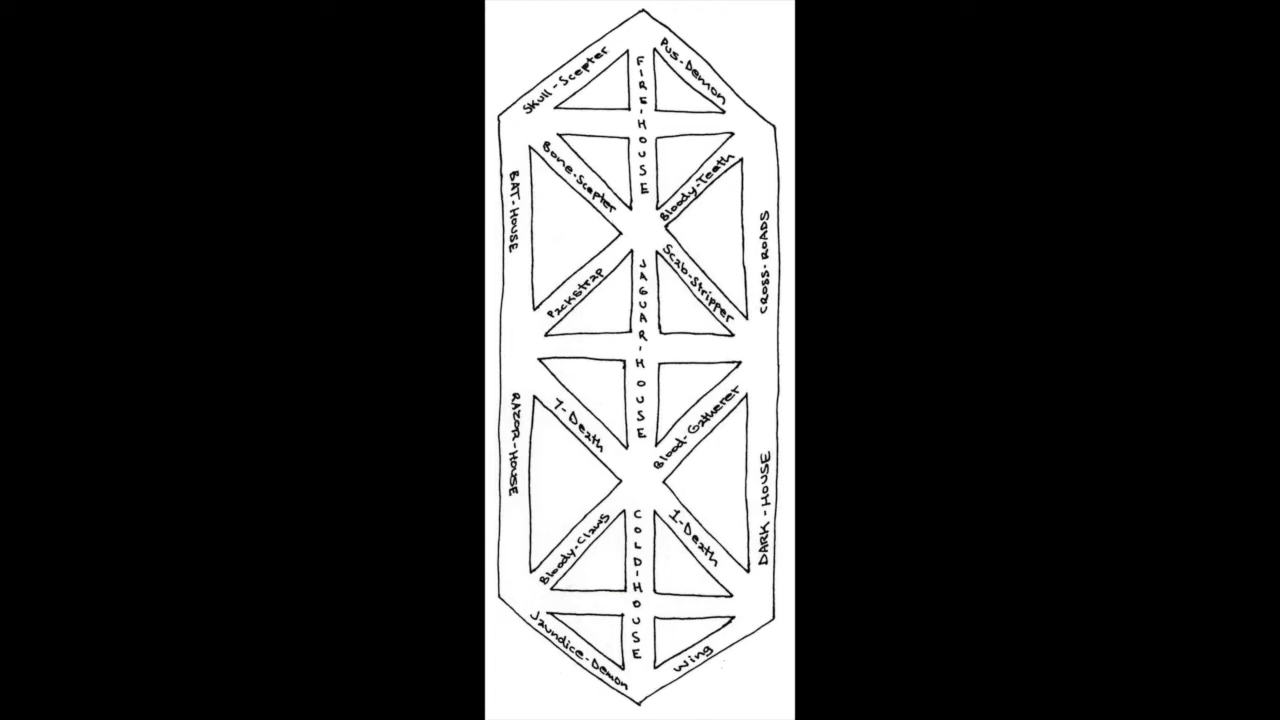 Skull-Scepter
Pus-Demon
FIRE-HOUSE
Bone-Scepter
Bloody-Teeth
BAT-HOUSE
CROSS-ROADS
Packstrap
Scab-Stripper
JAGUAR-HOUSE
7-Death
Blood-Gatherer
RAZOR-HOUSE
DARK-HOUSE
Bloody-Claws
1-Death
COLD-HOUSE
Jaundice-Demon
Wing